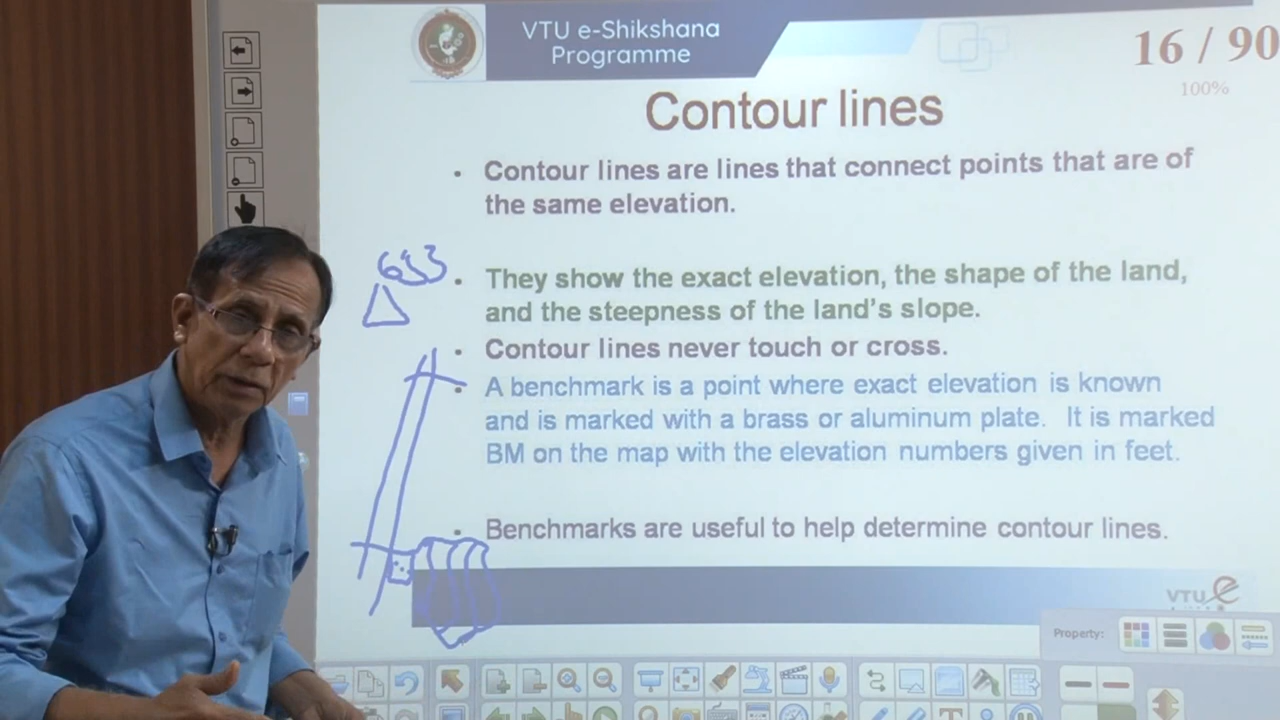 VTU e-Shikshana
Programme
16 / 90
100%
Contour lines
• Contour lines are lines that connect points that are of
the same elevation.
633
• They show the exact elevation, the shape of the land,
and the steepness of the land's slope.
• Contour lines never touch or cross.
• A benchmark is a point where exact elevation is known
and is marked with a brass or aluminum plate. It is marked
BM on the map with the elevation numbers given in feet.
• Benchmarks are useful to help determine contour lines.
VTU e
Property: